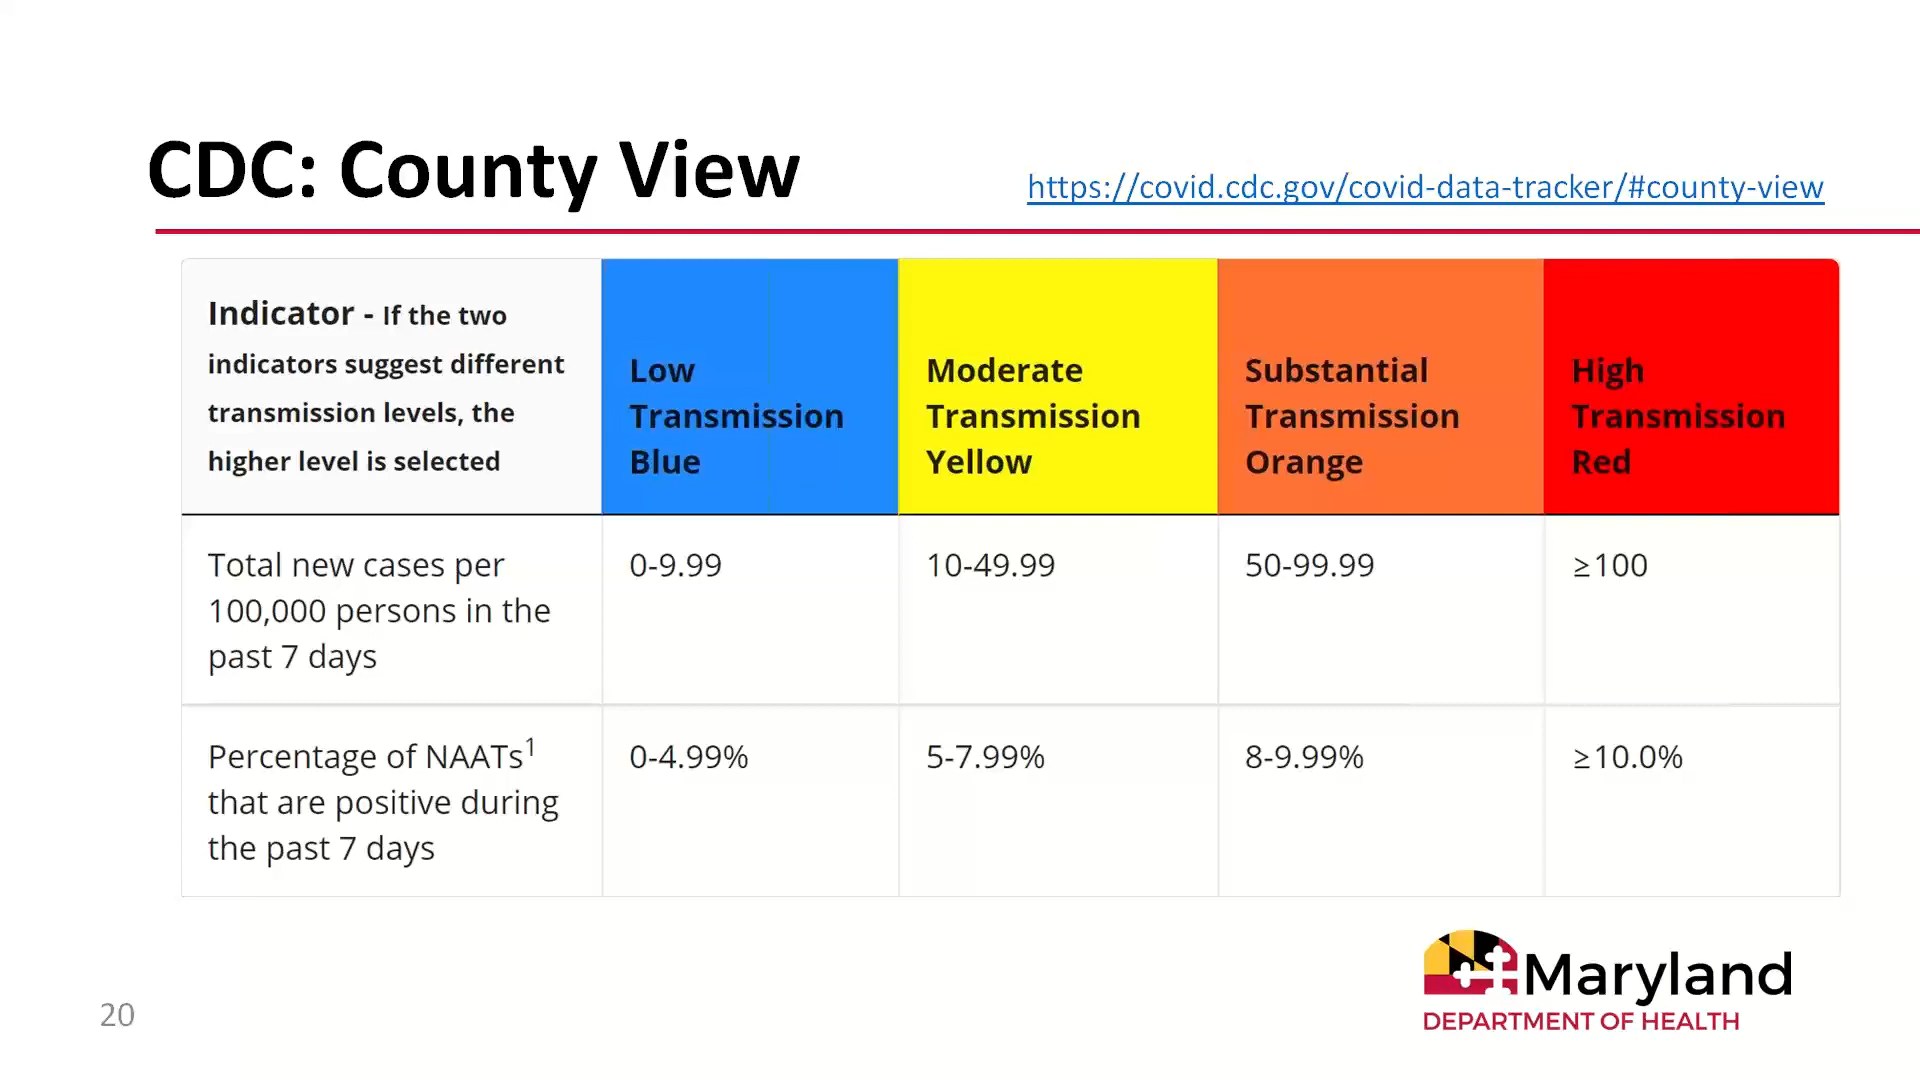 CDC: County View
https://covid.cdc.gov/covid-data-tracker/#county-view
Indicator - If the two
indicators suggest different
transmission levels, the
higher level is selected
Low
Transmission
Blue
Moderate
Transmission
Yellow
Substantial
Transmission
Orange
High
Transmission
Red
Total new cases per
100,000 persons in the
past 7 days
0-9.99
10-49.99
50-99.99
≥100
Percentage of NAATs¹
that are positive during
the past 7 days
0-4.99%
5-7.99%
8-9.99%
≥10.0%
Maryland
DEPARTMENT OF HEALTH
20